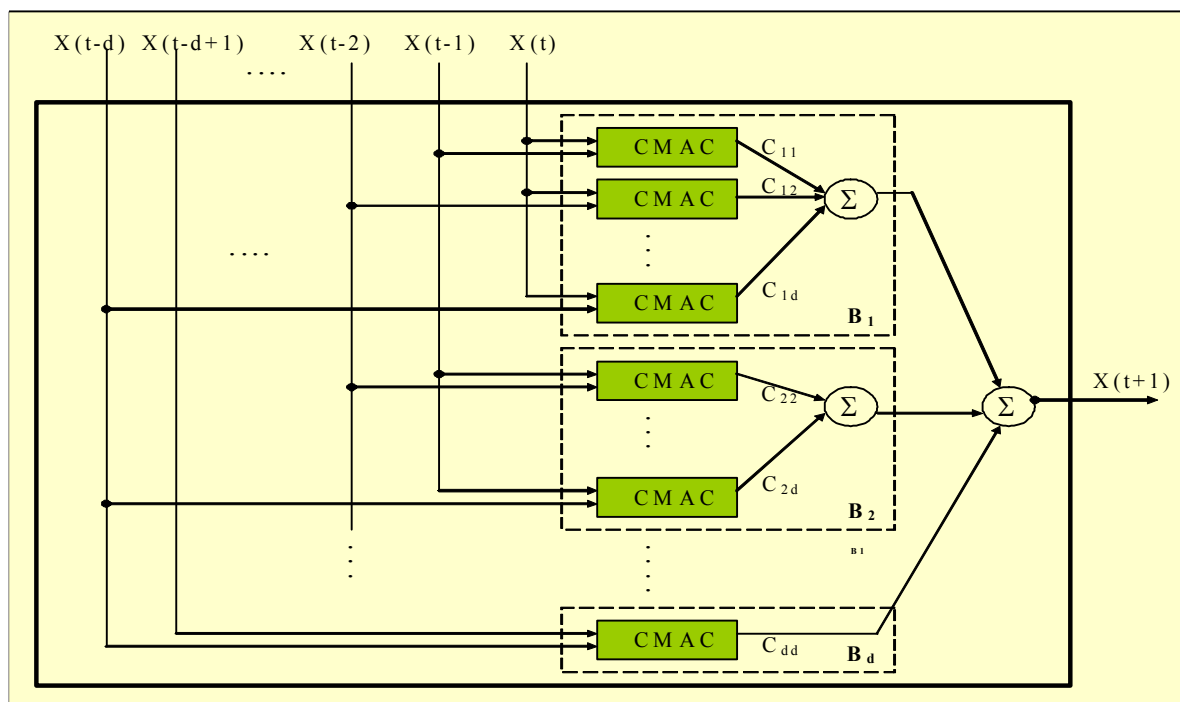 X(t-d) X(t-d+1) X(t-2) X(t-1) X(t)
....
CMAC C11
CMAC C12 Σ
....
CMAC C1d
B1
CMAC C22 Σ
X(t+1)
Σ
CMAC C2d
B2
B1
CMAC Cdd
Bd